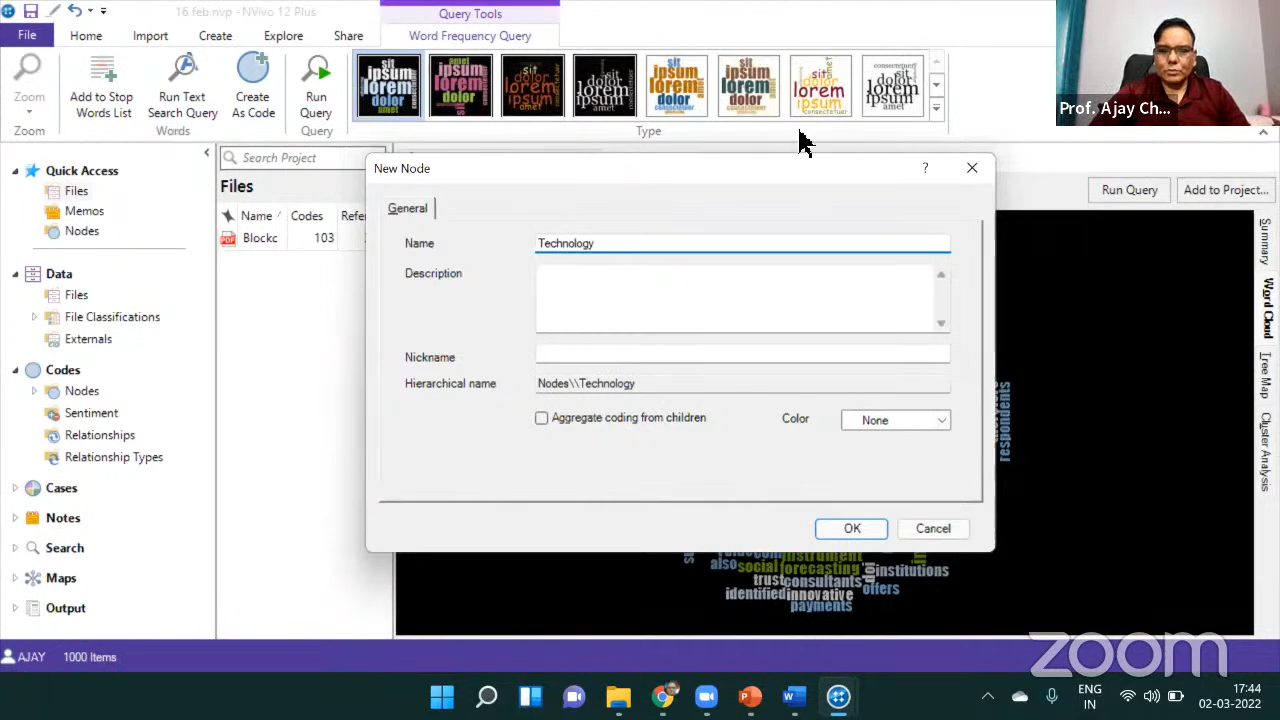 16 feb.nvp - NVivo 12 Plus
Query Tools
File
Home
Import
Create
Explore
Share
Word Frequency Query
Zoom
Add to Stop
Words List
Run Text
Search Query
Create
As Code
Run
Query
Zoom
Words
Query
Type
Prof. Ajay Ch...
Quick Access
Files
Memos
Nodes
Data
Files
File Classifications
Externals
Codes
Nodes
Sentiment
Relationships
Relationship Types
Cases
Notes
Search
Maps
Output
Search Project
Files
Name
Codes
Refere
PDF
Blockc
103
New Node
?
General
Name
Technology
Description
Nickname
Hierarchical name
Nodes\\Technology
Aggregate coding from children
Color
None
OK
Cancel
Run Query
Add to Project...
Summary
Word Cloud
Tree Map
Cluster Analysis
respondents
instrument
also
social
forecasting
doi
institutions
trust
consultants
offers
identified
innovative
payments
AJAY
1000 Items
zoom
ENG
IN
17:44
02-03-2022